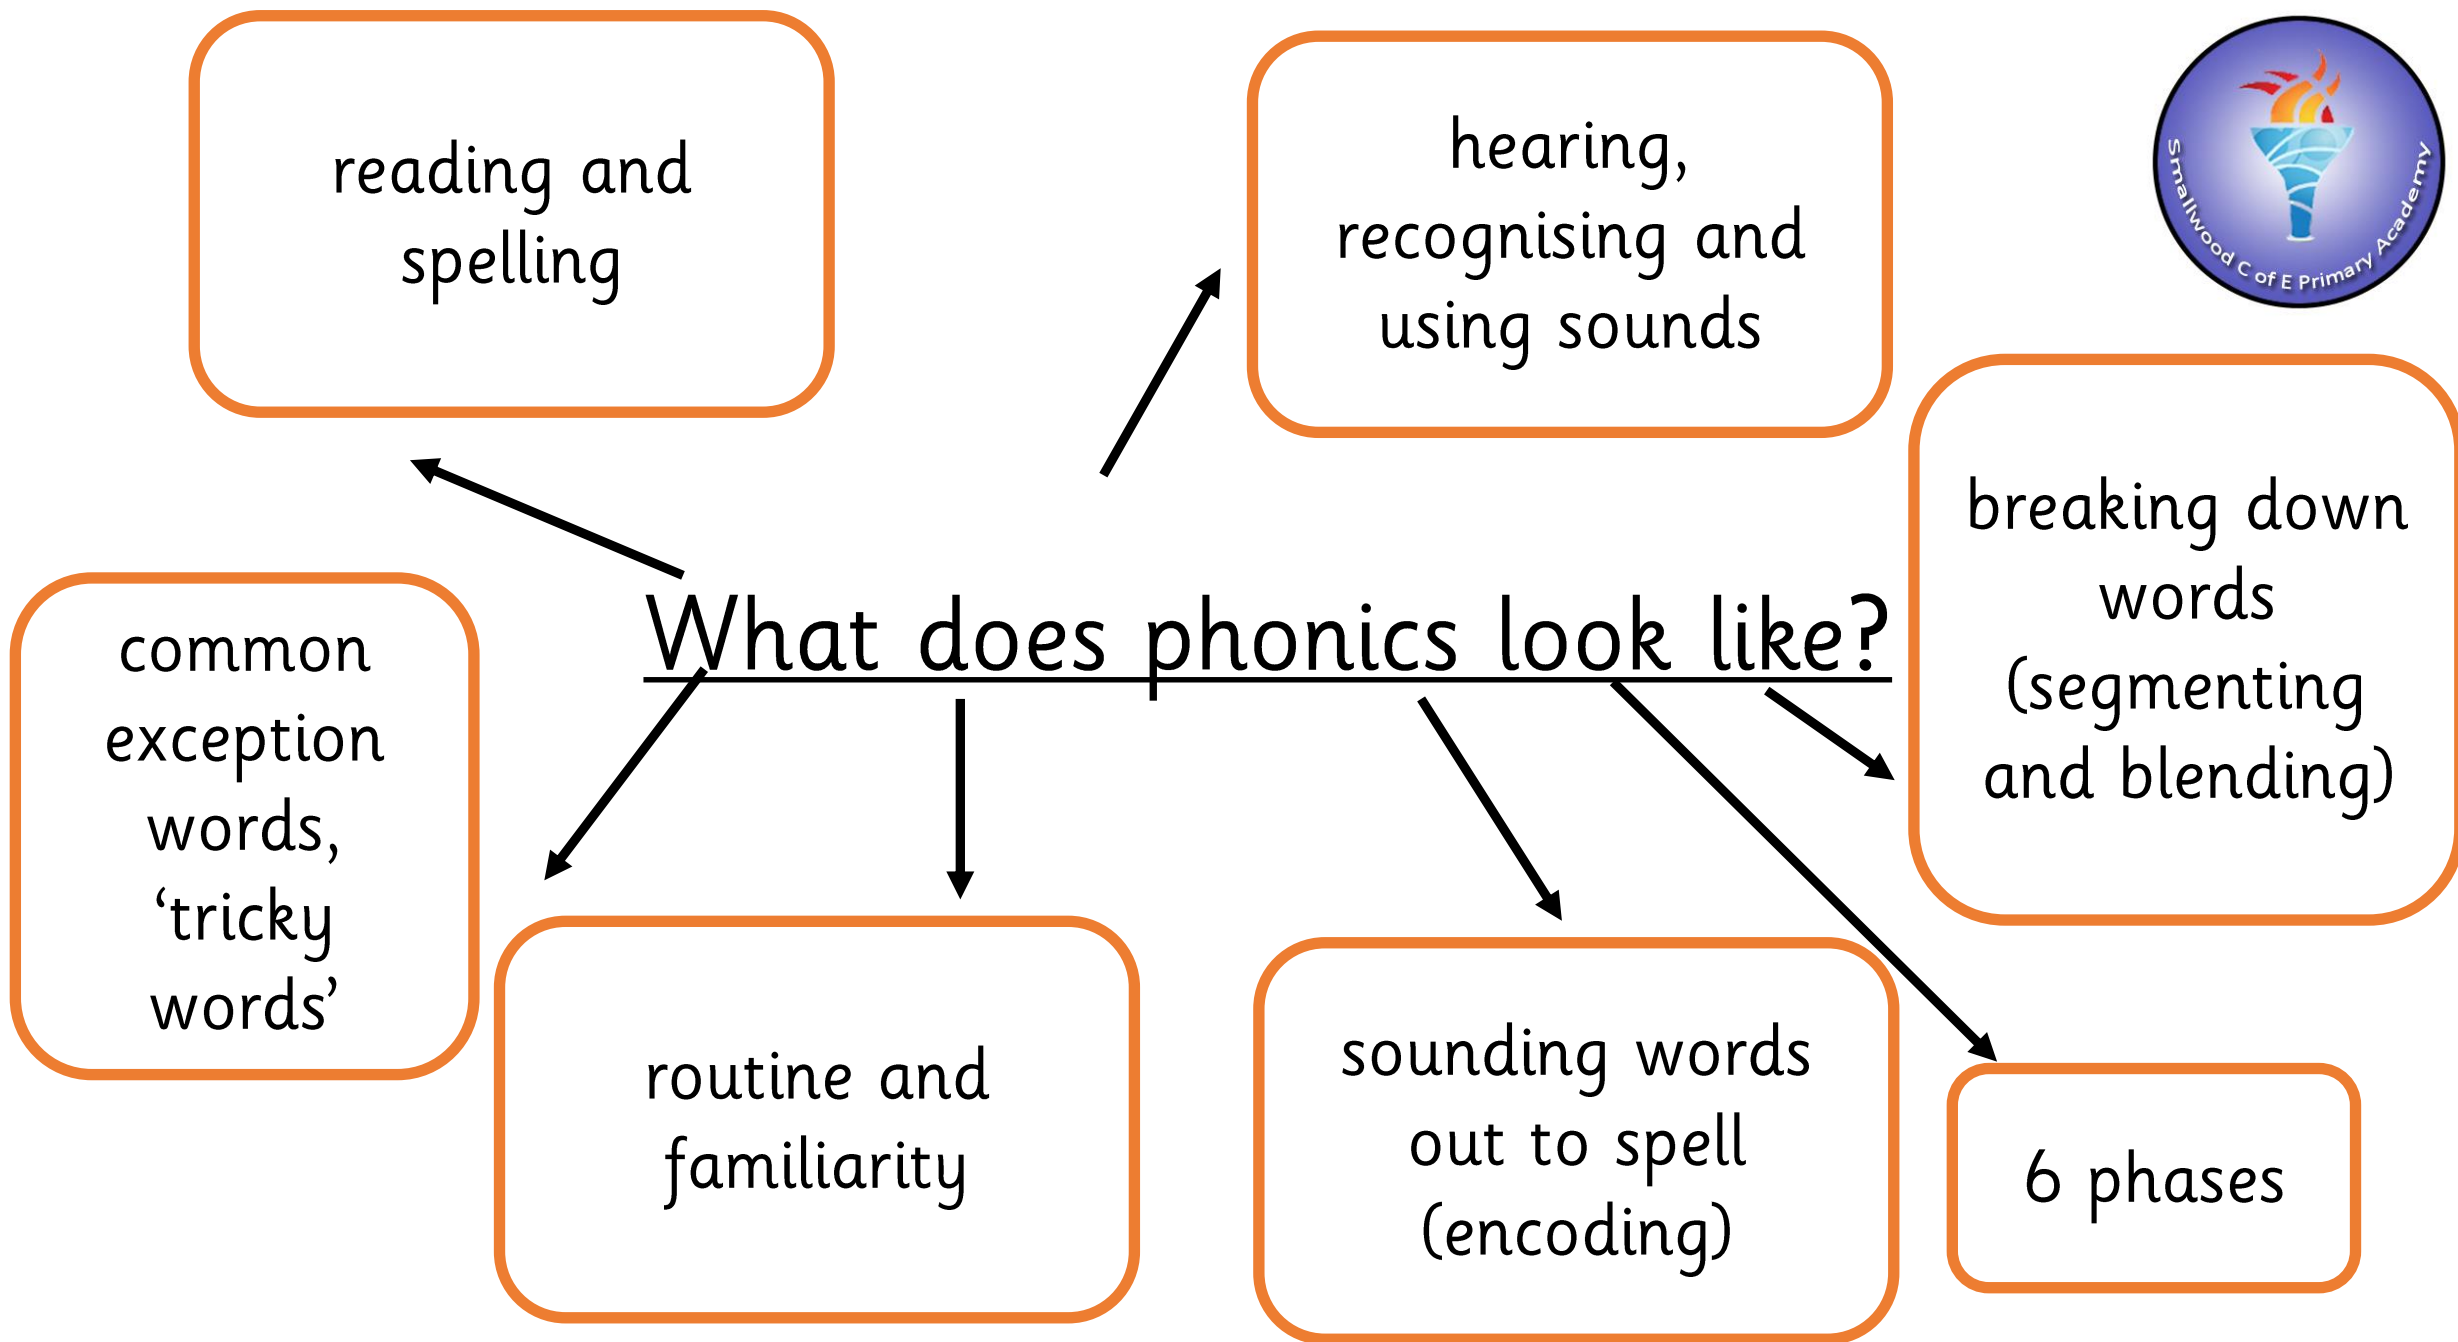 reading and
spelling
hearing,
recognising and
using sounds
Smallwood C of E Primary Academy
breaking down
words
(segmenting
and blending)
What does phonics look like?
common
exception
words,
‘tricky
words’
routine and
familiarity
sounding words
out to spell
(encoding)
6 phases